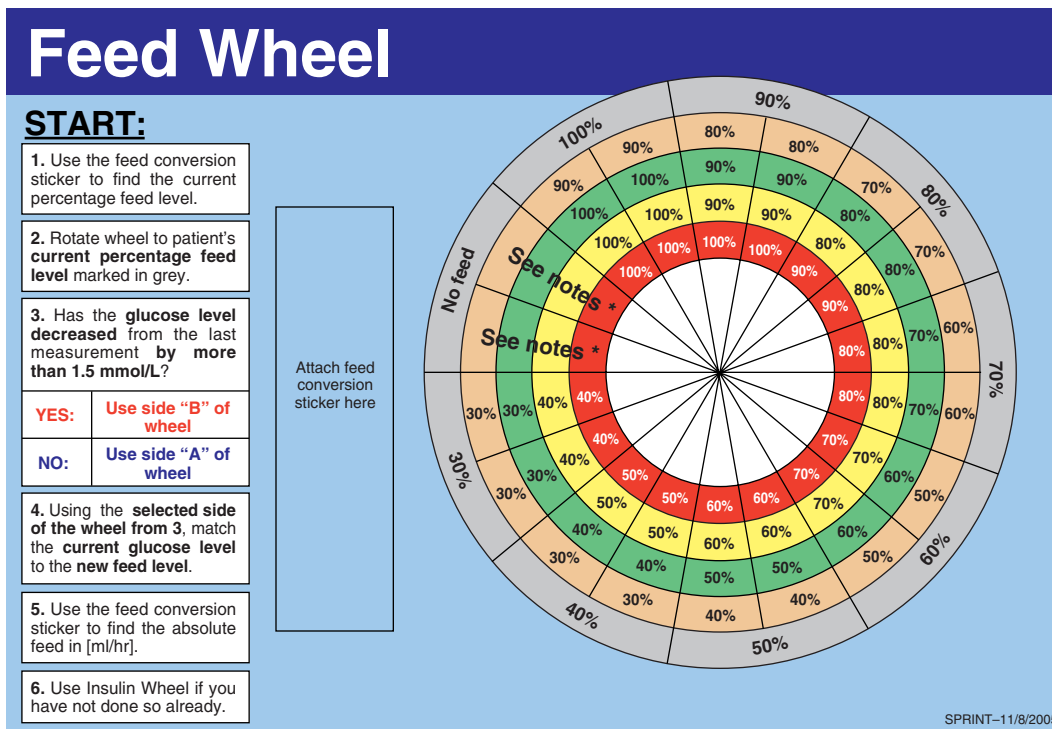 Feed Wheel
START:
1. Use the feed conversion
sticker to find the current
percentage feed level.
2. Rotate wheel to patient's
current percentage feed
level marked in grey.
3. Has the glucose level
decreased from the last
measurement by more
than 1.5 mmol/L?
YES:
Use side “B” of
wheel
NO:
Use side “A” of
wheel
4. Using the selected side
of the wheel from 3, match
the current glucose level
to the new feed level.
5. Use the feed conversion
sticker to find the absolute
feed in [ml/hr].
6. Use Insulin Wheel if you
have not done so already.
Attach feed
conversion
sticker here
No feed
100%
90%
80%
70%
60%
50%
40%
30%
90%
90%
80%
80%
70%
70%
60%
60%
50%
50%
40%
40%
30%
30%
30%
30%
100%
100%
90%
90%
80%
80%
70%
70%
60%
60%
50%
50%
40%
40%
30%
30%
100%
100%
90%
90%
80%
80%
80%
80%
70%
70%
60%
60%
50%
50%
40%
40%
100%
100%
100%
100%
90%
90%
80%
80%
70%
70%
60%
60%
50%
50%
40%
40%
See notes *
See notes *
SPRINT–11/8/2005